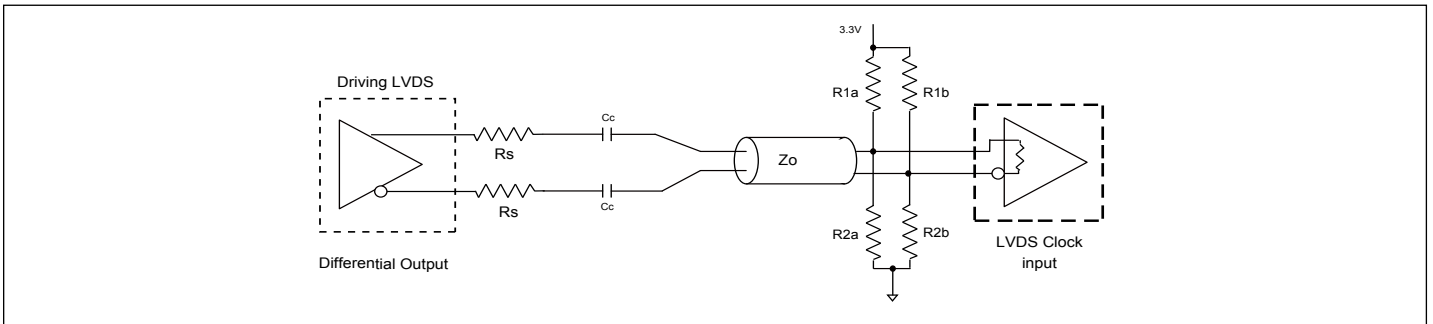 3.3V
Driving LVDS
R1a
R1b
Cc
Rs
Zo
Cc
Rs
R2a
R2b
LVDS Clock
input
Differential Output